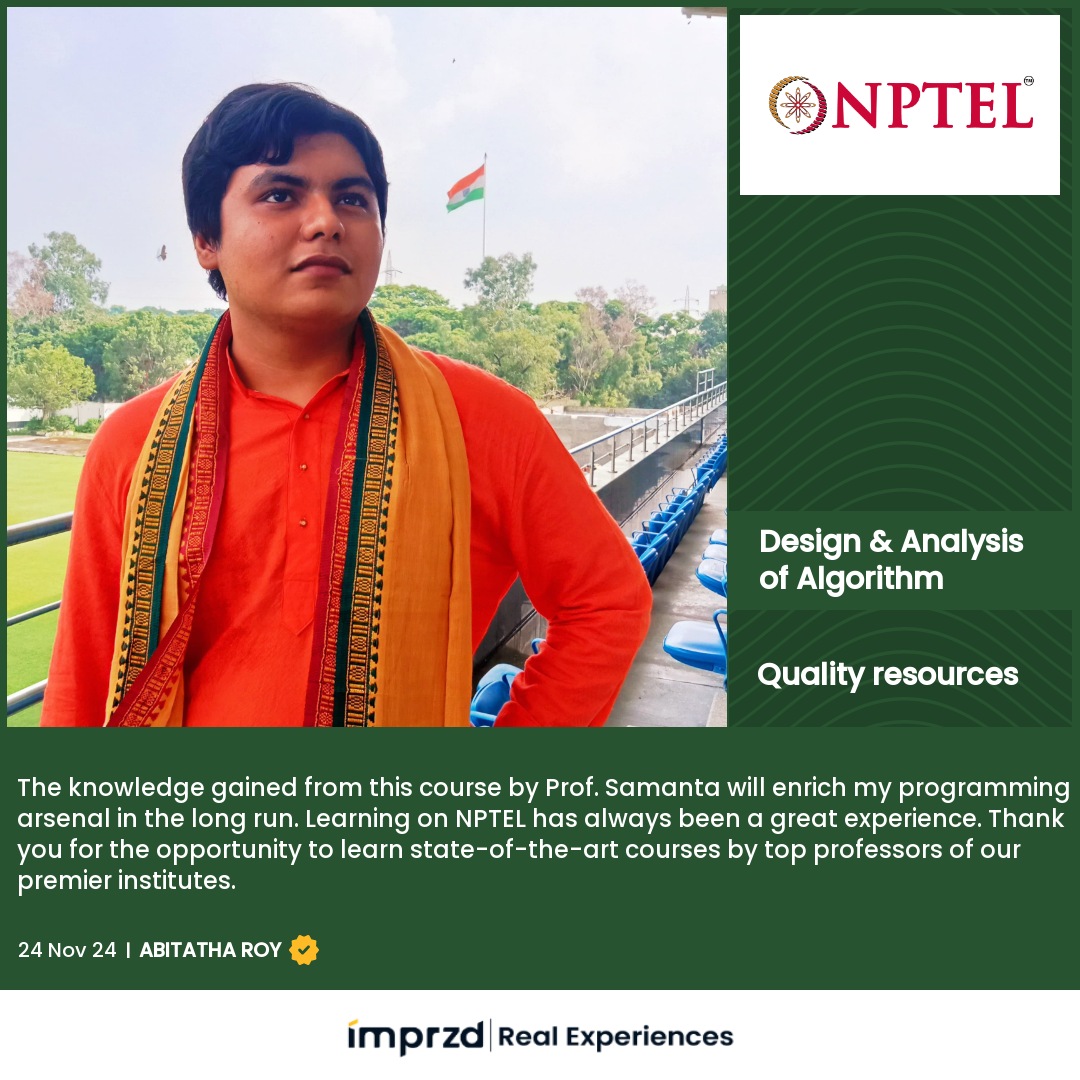 NPTEL™
Design & Analysis
of Algorithm
Quality resources
The knowledge gained from this course by Prof. Samanta will enrich my programming
arsenal in the long run. Learning on NPTEL has always been a great experience. Thank
you for the opportunity to learn state-of-the-art courses by top professors of our
premier institutes.
24 Nov 24 | ABITATHA ROY
imprzd | Real Experiences